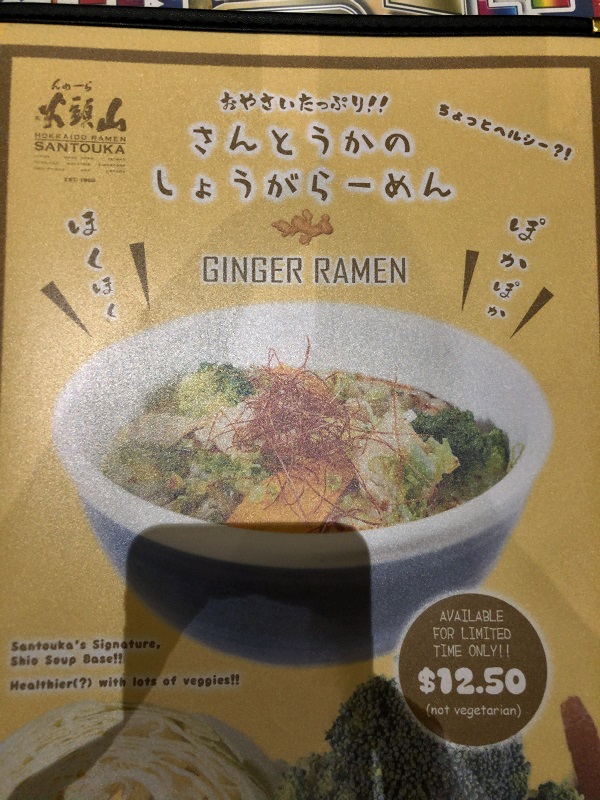 らーめん
山頭火
HOKKAIDO RAMEN
SANTOUKA
おやさいたっぷり!!
ちょっとヘルシー?!
さんとうかの
しょうがらーめん
GINGER RAMEN
ほくほく
ぽかぽか
AVAILABLE
FOR LIMITED
TIME ONLY!!
$12.50
(not vegetarian)
Santouka's Signature,
Shio Soup Base!!
Healthier(?) with lots of veggies!!